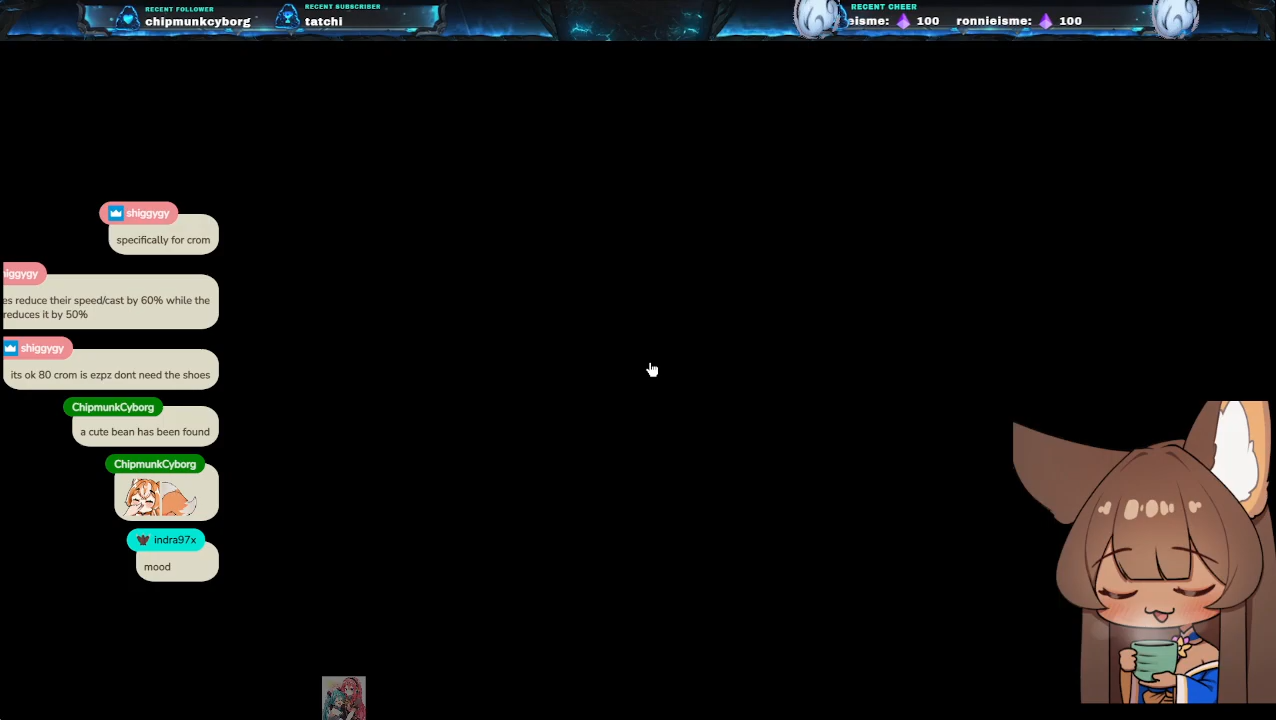 RECENT FOLLOWER
chipmunkcyborg
RECENT SUBSCRIBER
tatchi
RECENT CHEER
eisme: 100 ronnieisme: 100
shiggygy
specifically for crom
iggygy
es reduce their speed/cast by 60% while the
reduces it by 50%
shiggygy
its ok 80 crom is ezpz dont need the shoes
ChipmunkCyborg
a cute bean has been found
ChipmunkCyborg
indra97x
mood